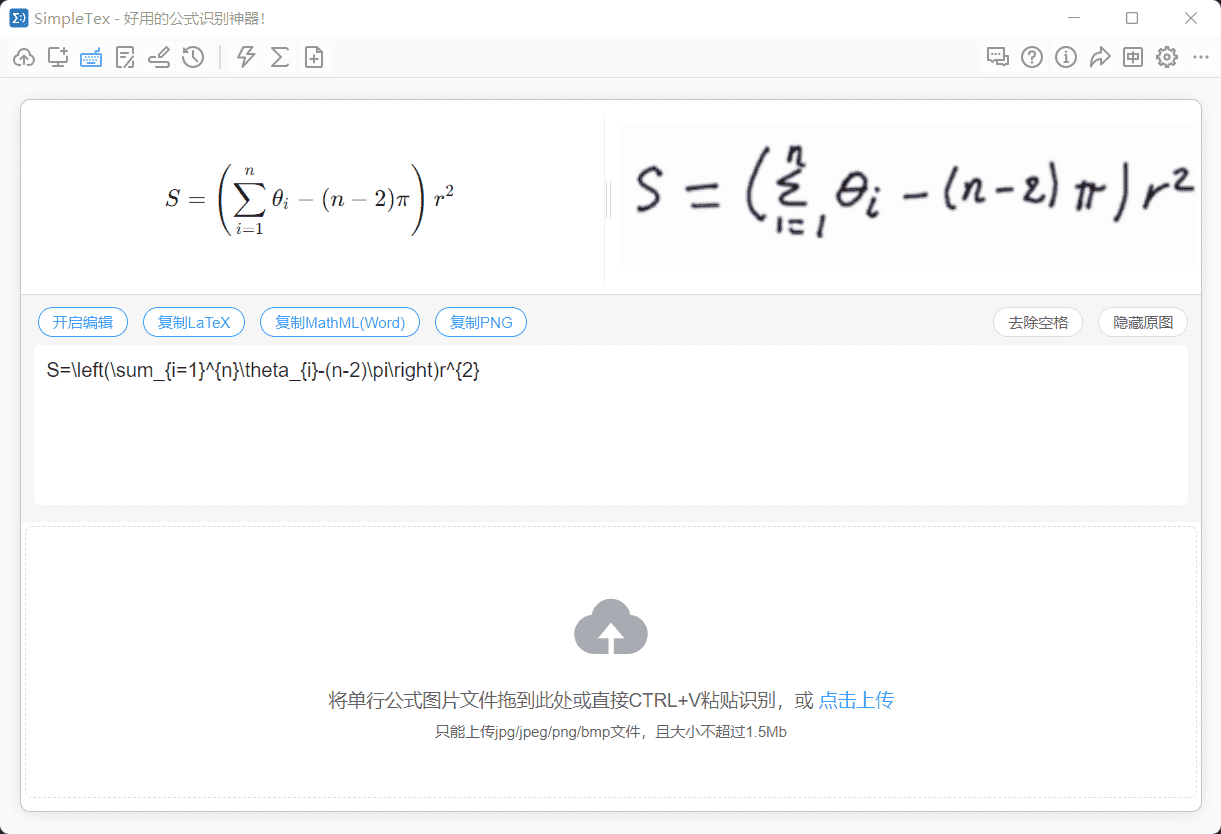 SimpleTex - 好用的公式识别神器!
S = \left(\sum_{i=1}^{n} \theta_i - (n-2)\pi\right) r^2
S = (\sum_{i=1}^{n} \theta_i - (n-2)\pi) r^2
开启编辑 复制LaTeX 复制MathML(Word) 复制PNG 去除空格 隐藏原图
S=\left(\sum_{i=1}^{n}\theta_{i}-(n-2)\pi\right)r^{2}
将单行公式图片文件拖到此处或直接CTRL+V粘贴识别，或 点击上传
只能上传jpg/jpeg/png/bmp文件，且大小不超过1.5Mb